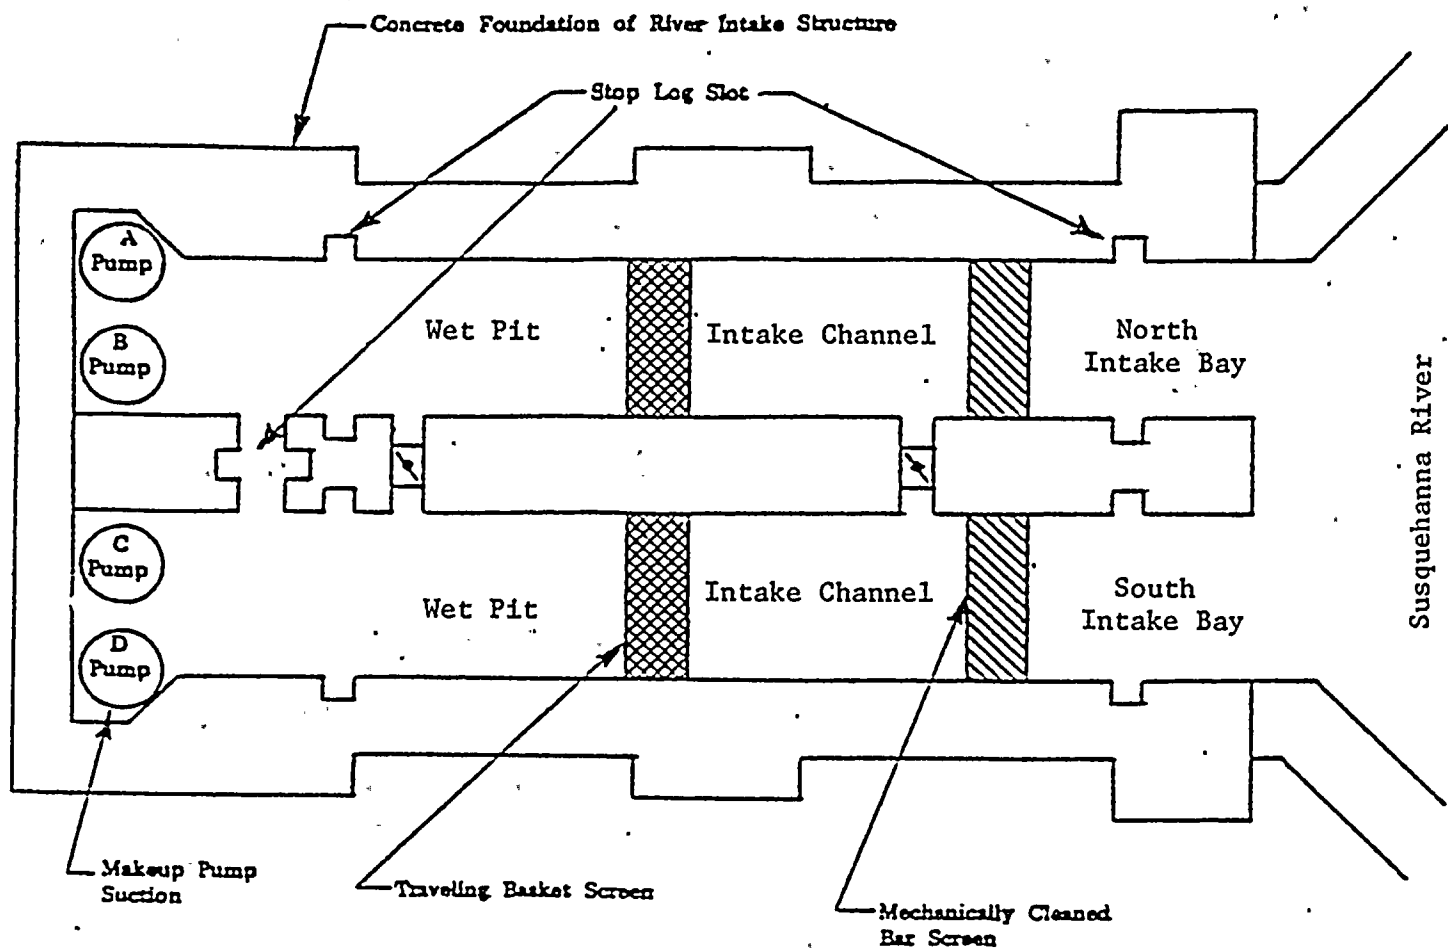 Concrete Foundation of River Intake Structure
Stop Log Slot
A
Pump
B
Pump
Wet Pit
Intake Channel
North
Intake Bay
Susquehanna River
C
Pump
D
Pump
Wet Pit
Intake Channel
South
Intake Bay
Makeup Pump
Suction
Traveling Basket Screen
Mechanically Cleaned
Bar Screen